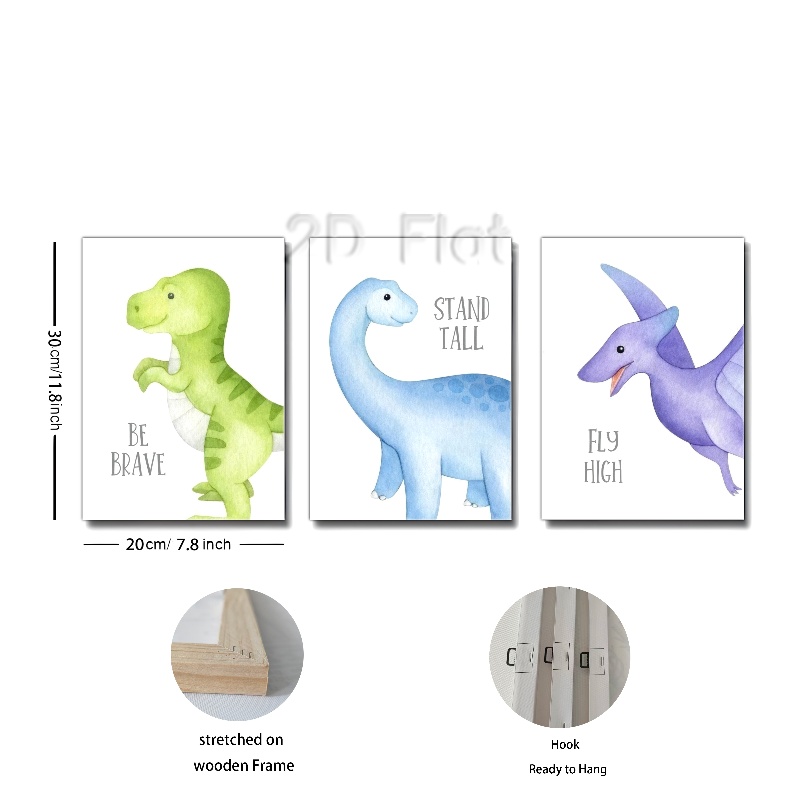 2D Flat
30cm/11.8inch
BE
BRAVE
STAND
TALL
FLY
HIGH
20cm/ 7.8 inch
stretched on
wooden Frame
Hook
Ready to Hang